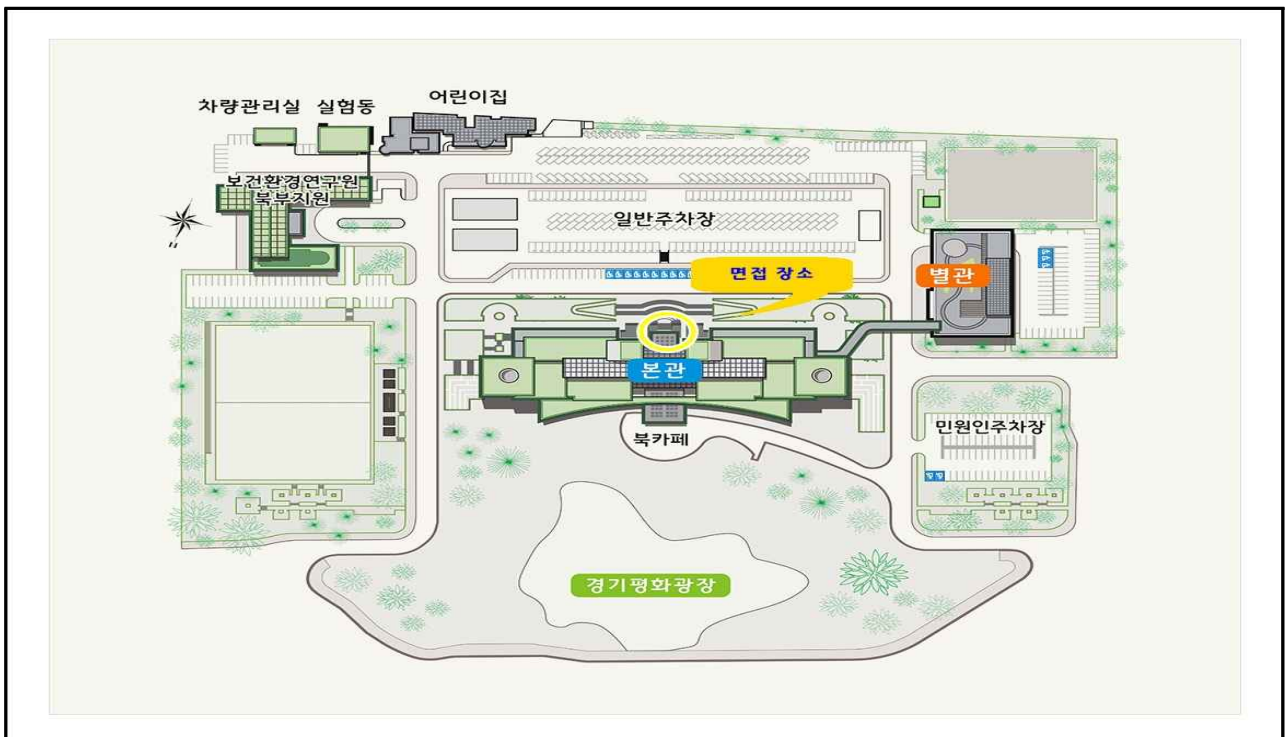 어린이집
차량관리실 실험동
보건환경연구원
북부지원
일반주차장
면접 장소
별관
본관
민원인주차장
북카페
경기평화광장